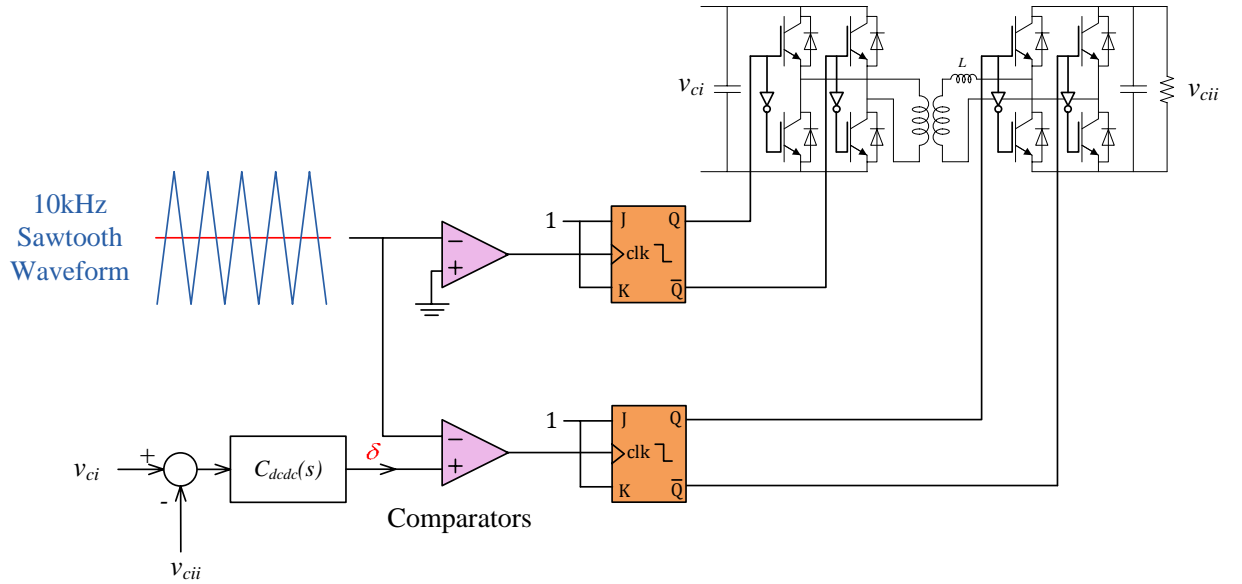 L
v_ci
v_cii
10kHz
Sawtooth
Waveform
1
J
Q
clk
K
Q̅
1
J
Q
clk
K
Q̅
−
+
−
+
δ
v_ci
+
-
C_dcdc(s)
Comparators
v_cii